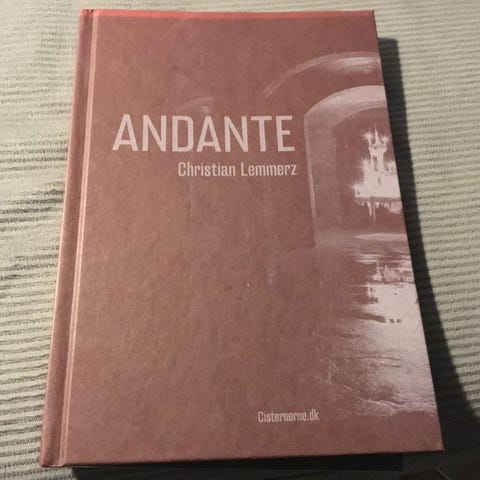 ANDANTE
Christian Lemmerz
Cisternerne.dk